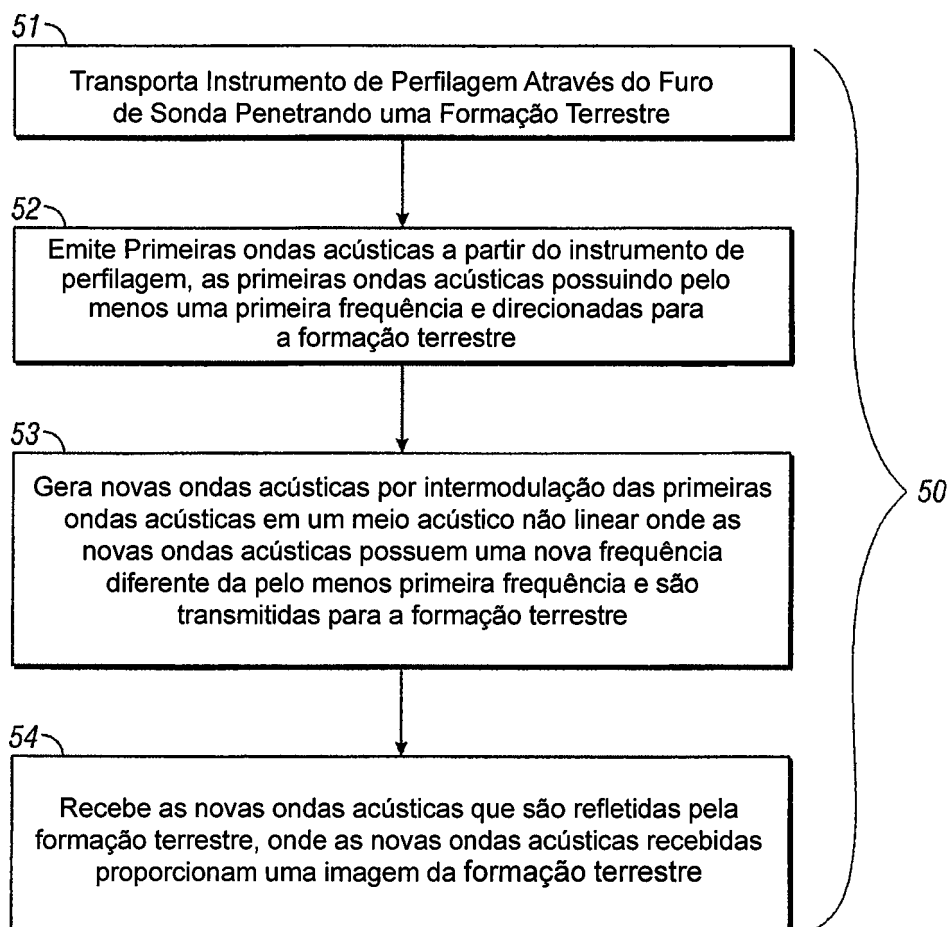 51
Transporta Instrumento de Perfilagem Através do Furo
de Sonda Penetrando uma Formação Terrestre
52
Emite Primeiras ondas acústicas a partir do instrumento de
perfilagem, as primeiras ondas acústicas possuindo pelo
menos uma primeira frequência e direcionadas para
a formação terrestre
53
Gera novas ondas acústicas por intermodulação das primeiras
ondas acústicas em um meio acústico não linear onde as
novas ondas acústicas possuem uma nova frequência
diferente da pelo menos primeira frequência e são
transmitidas para a formação terrestre
50
54
Recebe as novas ondas acústicas que são refletidas pela
formação terrestre, onde as novas ondas acústicas recebidas
proporcionam uma imagem da formação terrestre